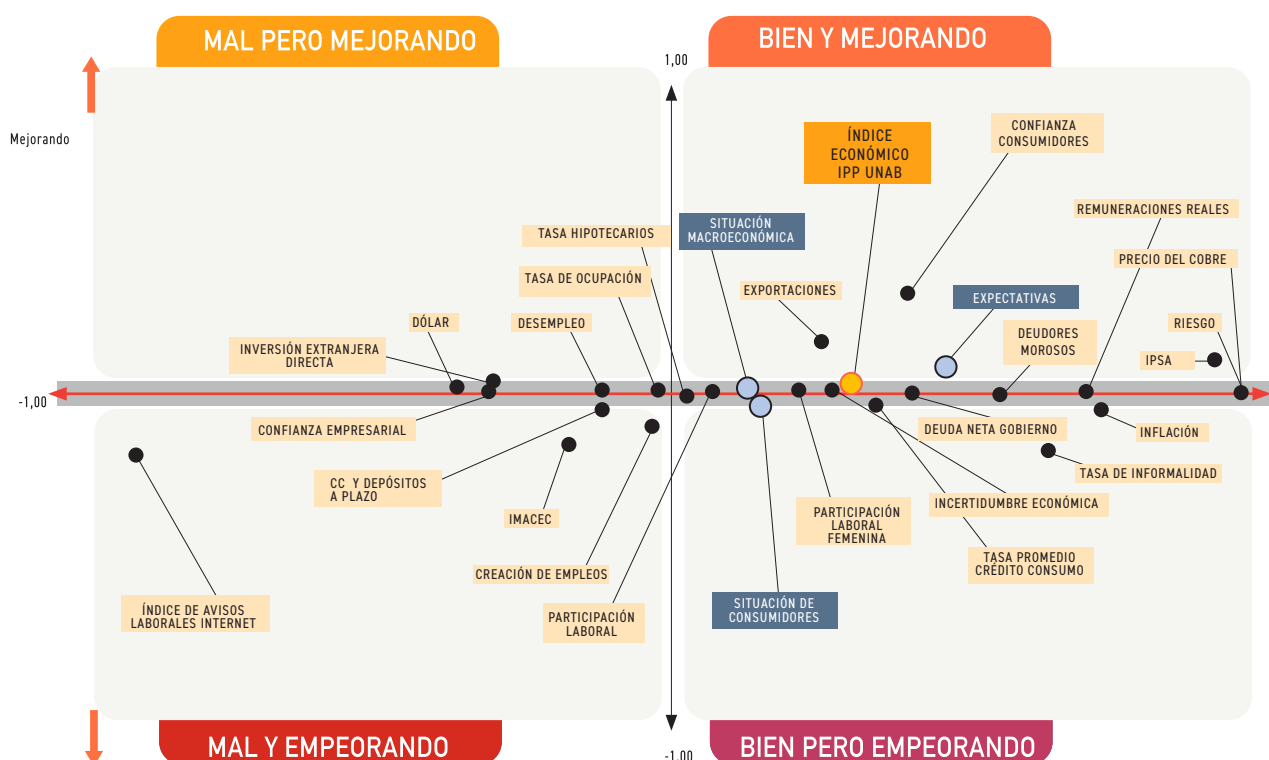 MAL PERO MEJORANDO
BIEN Y MEJORANDO
1,00
Mejorando
ÍNDICE
ECONÓMICO
IPP UNAB
CONFIANZA
CONSUMIDORES
REMUNERACIONES REALES
TASA HIPOTECARIOS
SITUACIÓN
MACROECONÓMICA
PRECIO DEL COBRE
TASA DE OCUPACIÓN
EXPORTACIONES
EXPECTATIVAS
DÓLAR
DESEMPLEO
DEUDORES
MOROSOS
RIESGO
INVERSIÓN EXTRANJERA
DIRECTA
IPSA
-1,00
CONFIANZA EMPRESARIAL
DEUDA NETA GOBIERNO
INFLACIÓN
CC Y DEPÓSITOS
A PLAZO
TASA DE INFORMALIDAD
IMACEC
PARTICIPACIÓN
LABORAL
FEMENINA
INCERTIDUMBRE ECONÓMICA
CREACIÓN DE EMPLEOS
TASA PROMEDIO
CRÉDITO CONSUMO
ÍNDICE DE AVISOS
LABORALES INTERNET
PARTICIPACIÓN
LABORAL
SITUACIÓN DE
CONSUMIDORES
MAL Y EMPEORANDO
BIEN PERO EMPEORANDO
-1,00